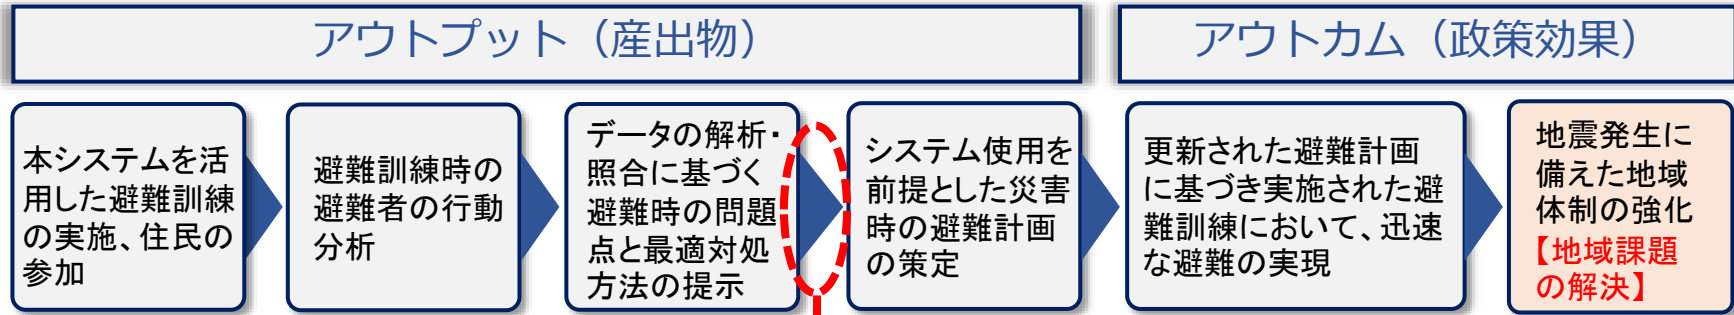 アウトプット（産出物）
アウトカム（政策効果）
本システムを活
用した避難訓練
の実施、住民の
参加
避難訓練時の
避難者の行動
分析
データの解析・
照合に基づく
避難時の問題
点と最適対処
方法の提示
システム使用を
前提とした災害
時の避難計画
の策定
更新された避難計画
に基づき実施された避
難訓練において、迅速
な避難の実現
地震発生に
備えた地域
体制の強化
【地域課題
の解決】